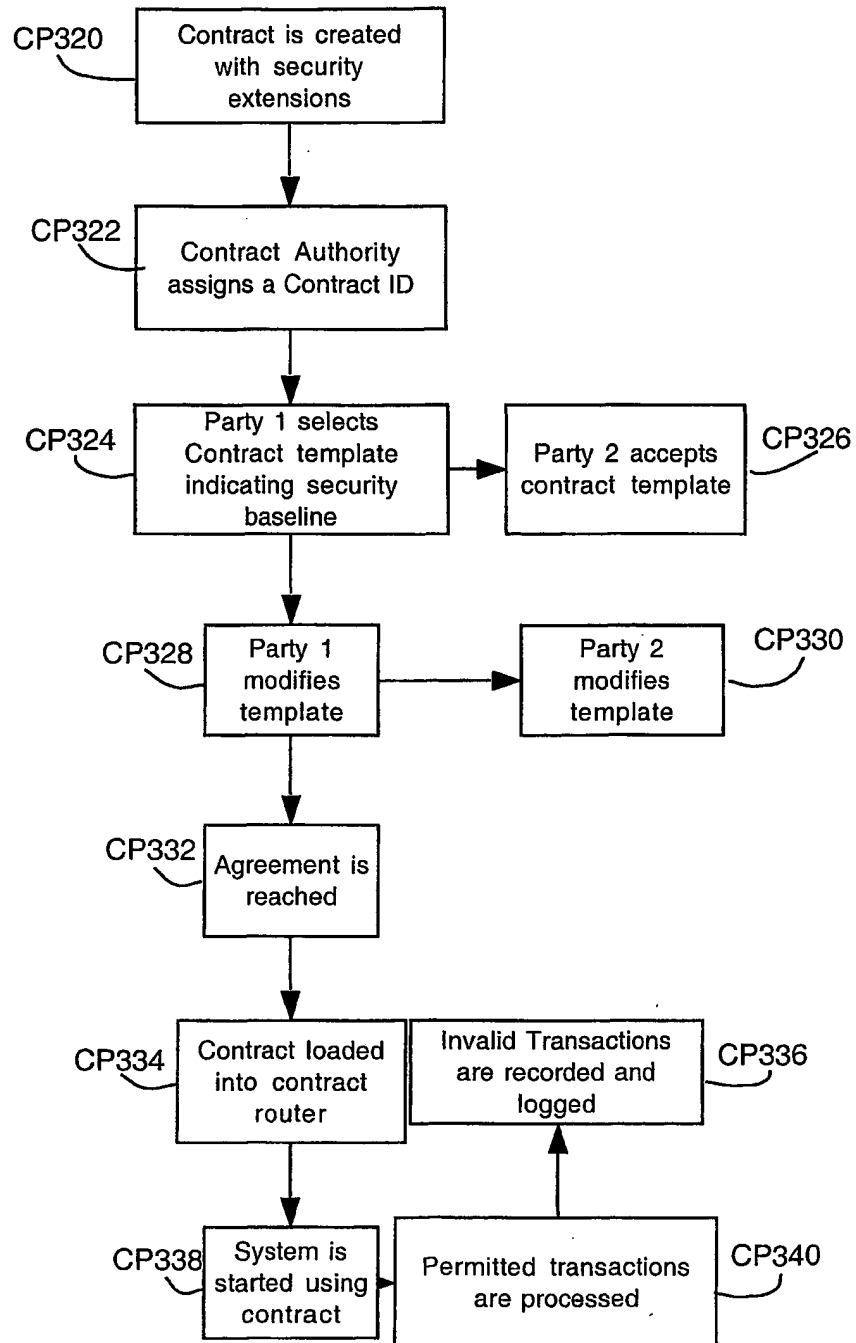 CP320
Contract is created
with security
extensions
CP322
Contract Authority
assigns a Contract ID
CP324
Party 1 selects
Contract template
indicating security
baseline
Party 2 accepts
contract template
CP326
CP328
Party 1
modifies
template
Party 2
modifies
template
CP330
CP332
Agreement is
reached
CP334
Contract loaded
into contract
router
Invalid Transactions
are recorded and
logged
CP336
CP338
System is
started using
contract
Permitted transactions
are processed
CP340